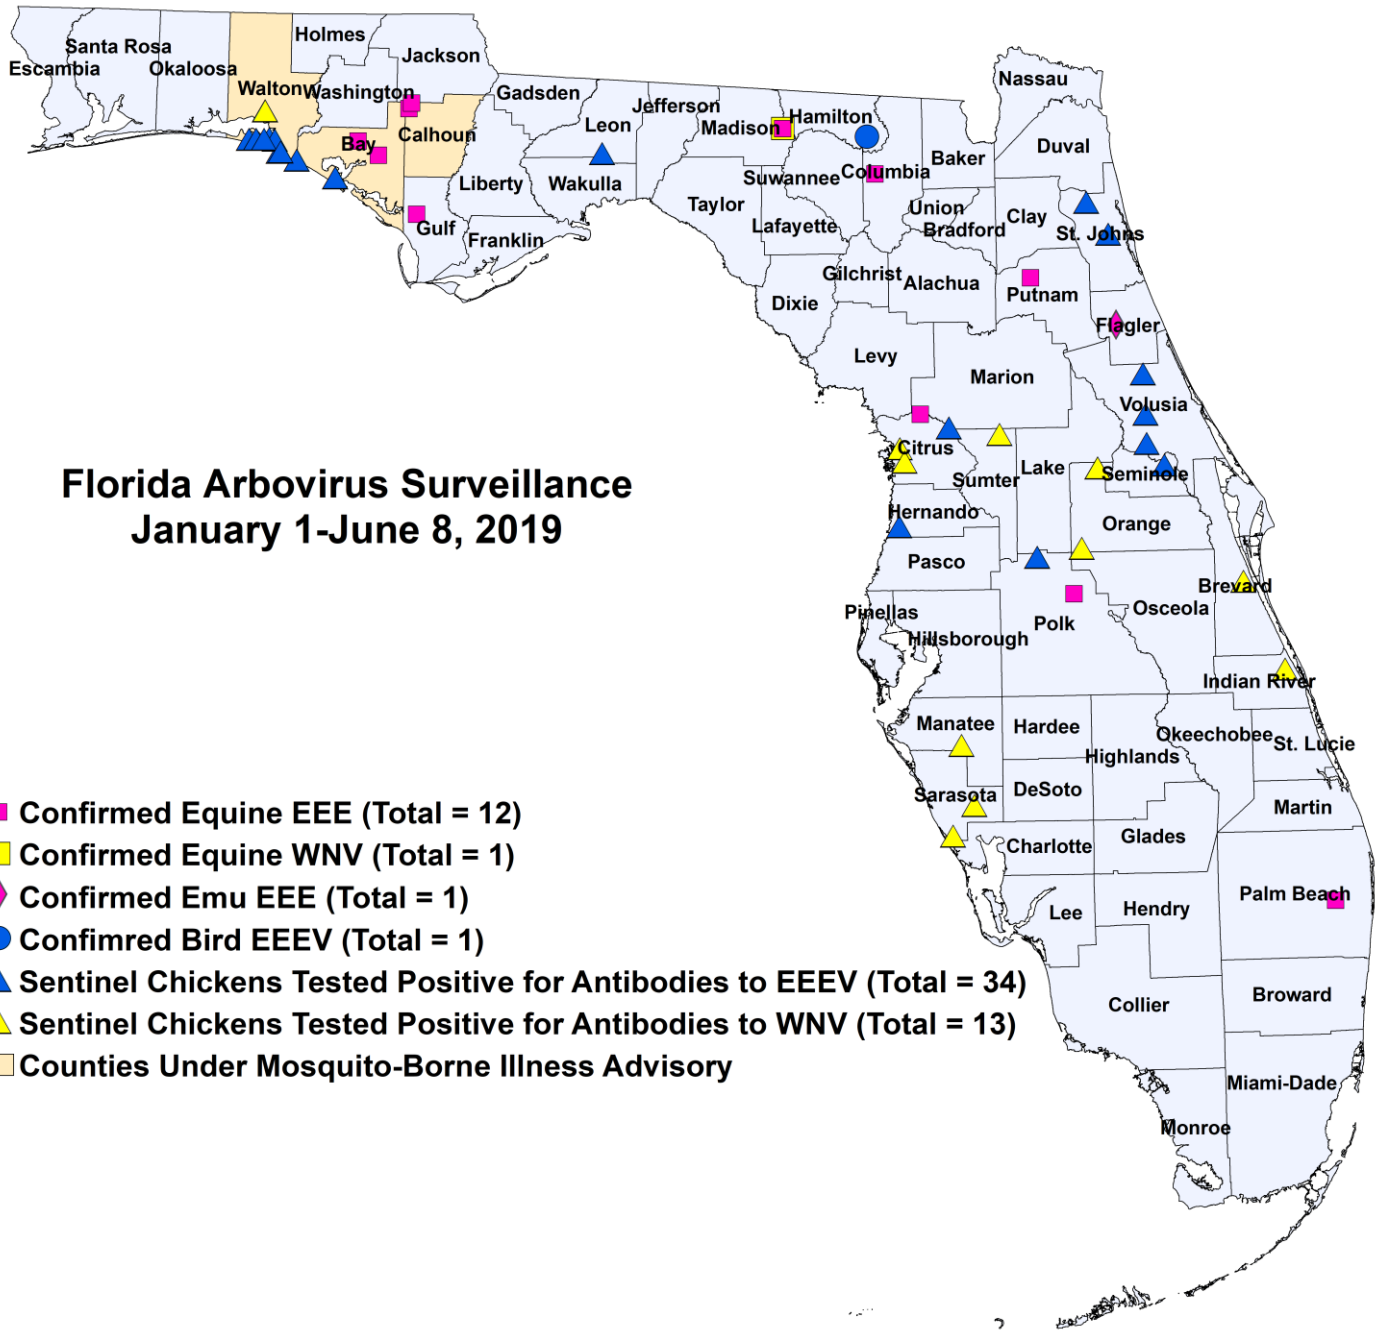 Holmes
Jackson
Santa Rosa
Escambia
Okaloosa
Walton
Washington
Gadsden
Nassau
Jefferson
Leon
Madison
Hamilton
Calhoun
Bay
Duval
Baker
Columbia
Suwannee
Liberty
Wakulla
Taylor
Union
Clay
Lafayette
Bradford
St. Johns
Gulf
Franklin
Gilchrist
Alachua
Putnam
Dixie
Flagler
Levy
Marion
Volusia
Citrus
Sumter
Lake
Seminole
Florida Arbovirus Surveillance
January 1-June 8, 2019
Hernando
Orange
Pasco
Brevard
Osceola
Pinellas
Polk
Hillsborough
Indian River
Manatee
Hardee
Okeechobee
St. Lucie
Highlands
Sarasota
DeSoto
Martin
Glades
Charlotte
Palm Beach
Lee
Hendry
Collier
Broward
Miami-Dade
Monroe
Confirmed Equine EEE (Total = 12)
Confirmed Equine WNV (Total = 1)
Confirmed Emu EEE (Total = 1)
Confimred Bird EEEV (Total = 1)
Sentinel Chickens Tested Positive for Antibodies to EEEV (Total = 34)
Sentinel Chickens Tested Positive for Antibodies to WNV (Total = 13)
Counties Under Mosquito-Borne Illness Advisory